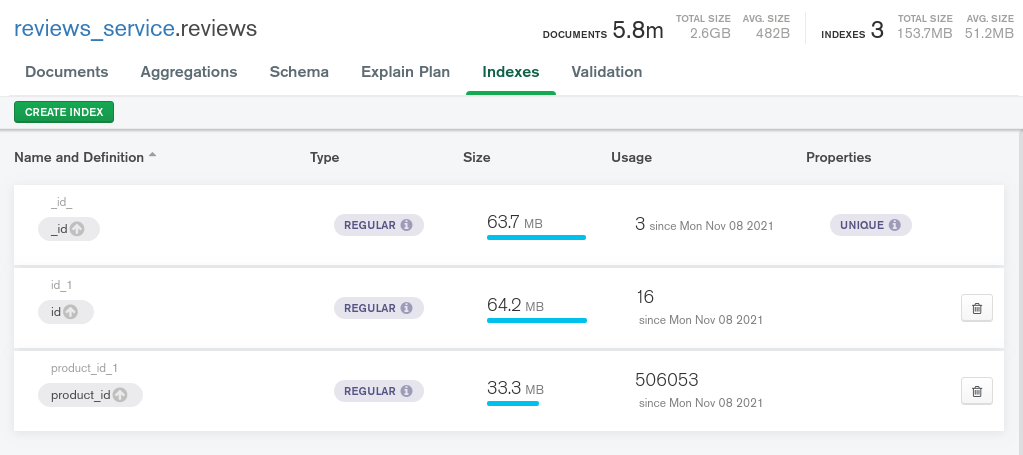 reviews_service.reviews
DOCUMENTS 5.8m TOTAL SIZE 2.6GB AVG. SIZE 482B INDEXES 3 TOTAL SIZE 153.7MB AVG. SIZE 51.2MB
Documents Aggregations Schema Explain Plan Indexes Validation
CREATE INDEX
Name and Definition Type Size Usage Properties
_id_
_id REGULAR 63.7 MB 3 since Mon Nov 08 2021 UNIQUE
id_1
id REGULAR 64.2 MB 16
since Mon Nov 08 2021
product_id_1
product_id REGULAR 33.3 MB 506053
since Mon Nov 08 2021